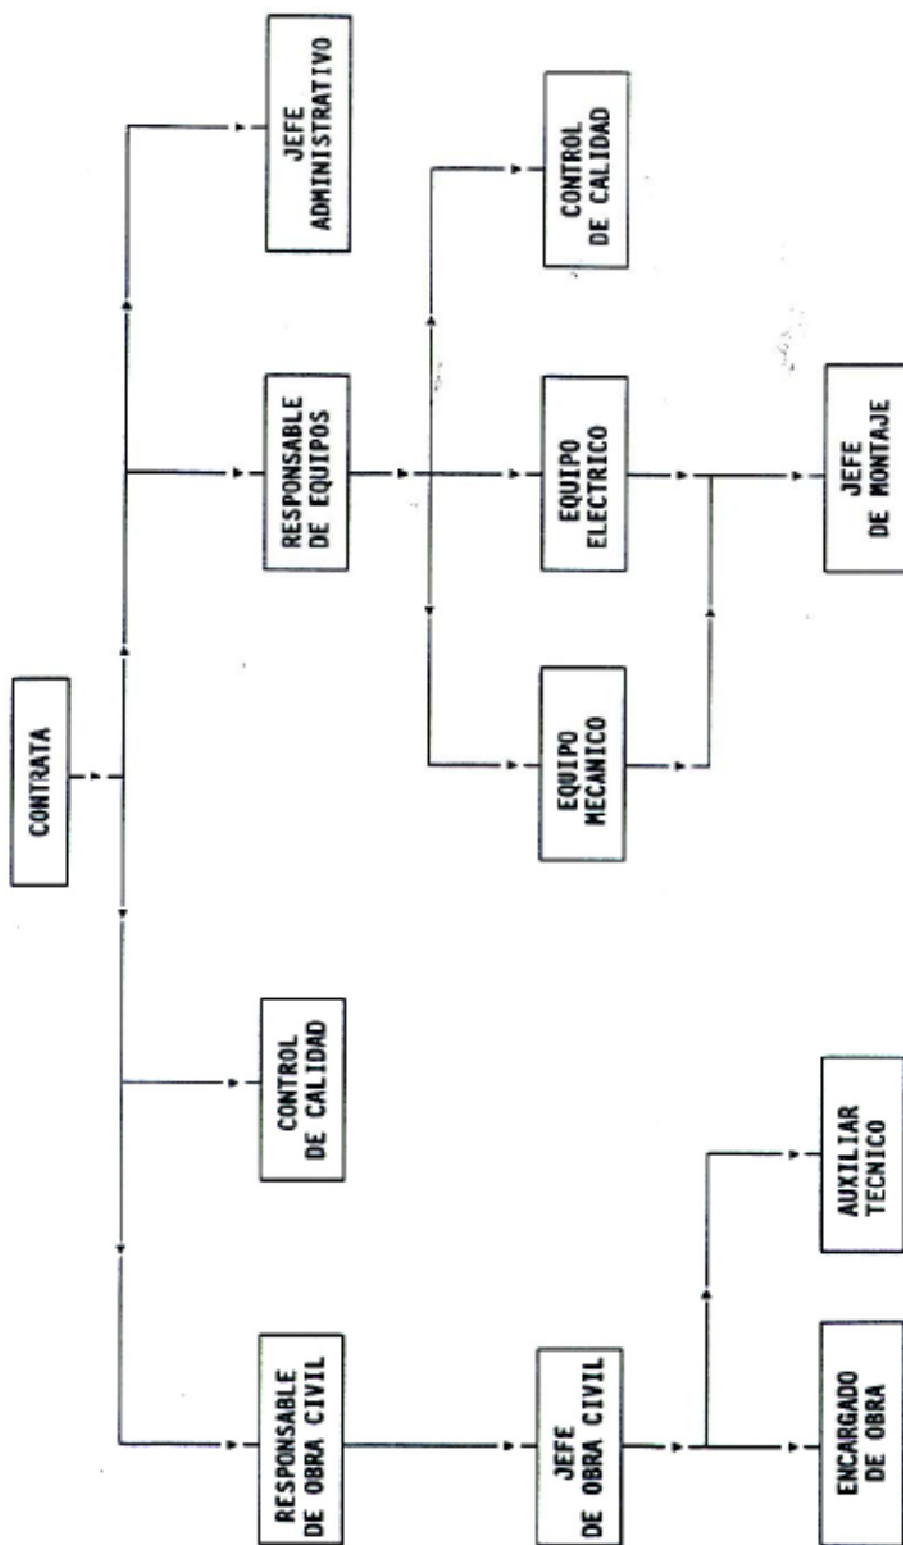 CONTRATA
RESPONSABLE
DE OBRA CIVIL
CONTROL
DE CALIDAD
RESPONSABLE
DE EQUIPOS
JEFE
ADMINISTRATIVO
JEFE
DE OBRA CIVIL
EQUIPO
MECANICO
EQUIPO
ELECTRICO
CONTROL
DE CALIDAD
ENCARGADO
DE OBRA
AUXILIAR
TECNICO
JEFE
DE MONTAJE